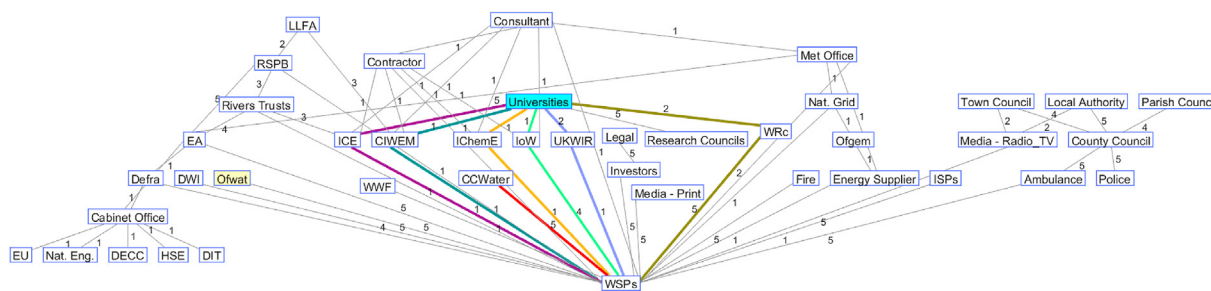 Consultant
LLFA
Contractor
Met Office
RSPB
Rivers Trusts
Universities
Nat. Grid
Town Council
Local Authority
Parish Counc
EA
ICE
CIWEM
IChemE
IoW
UKWIR
Legal
Research Councils
WRc
Ofgem
Media - Radio_TV
County Council
Defra
DWI
Ofwat
WWF
CCWater
Investors
Media - Print
Fire
Energy Supplier
ISPs
Ambulance
Police
Cabinet Office
EU
Nat. Eng.
DECC
HSE
DIT
WSPs